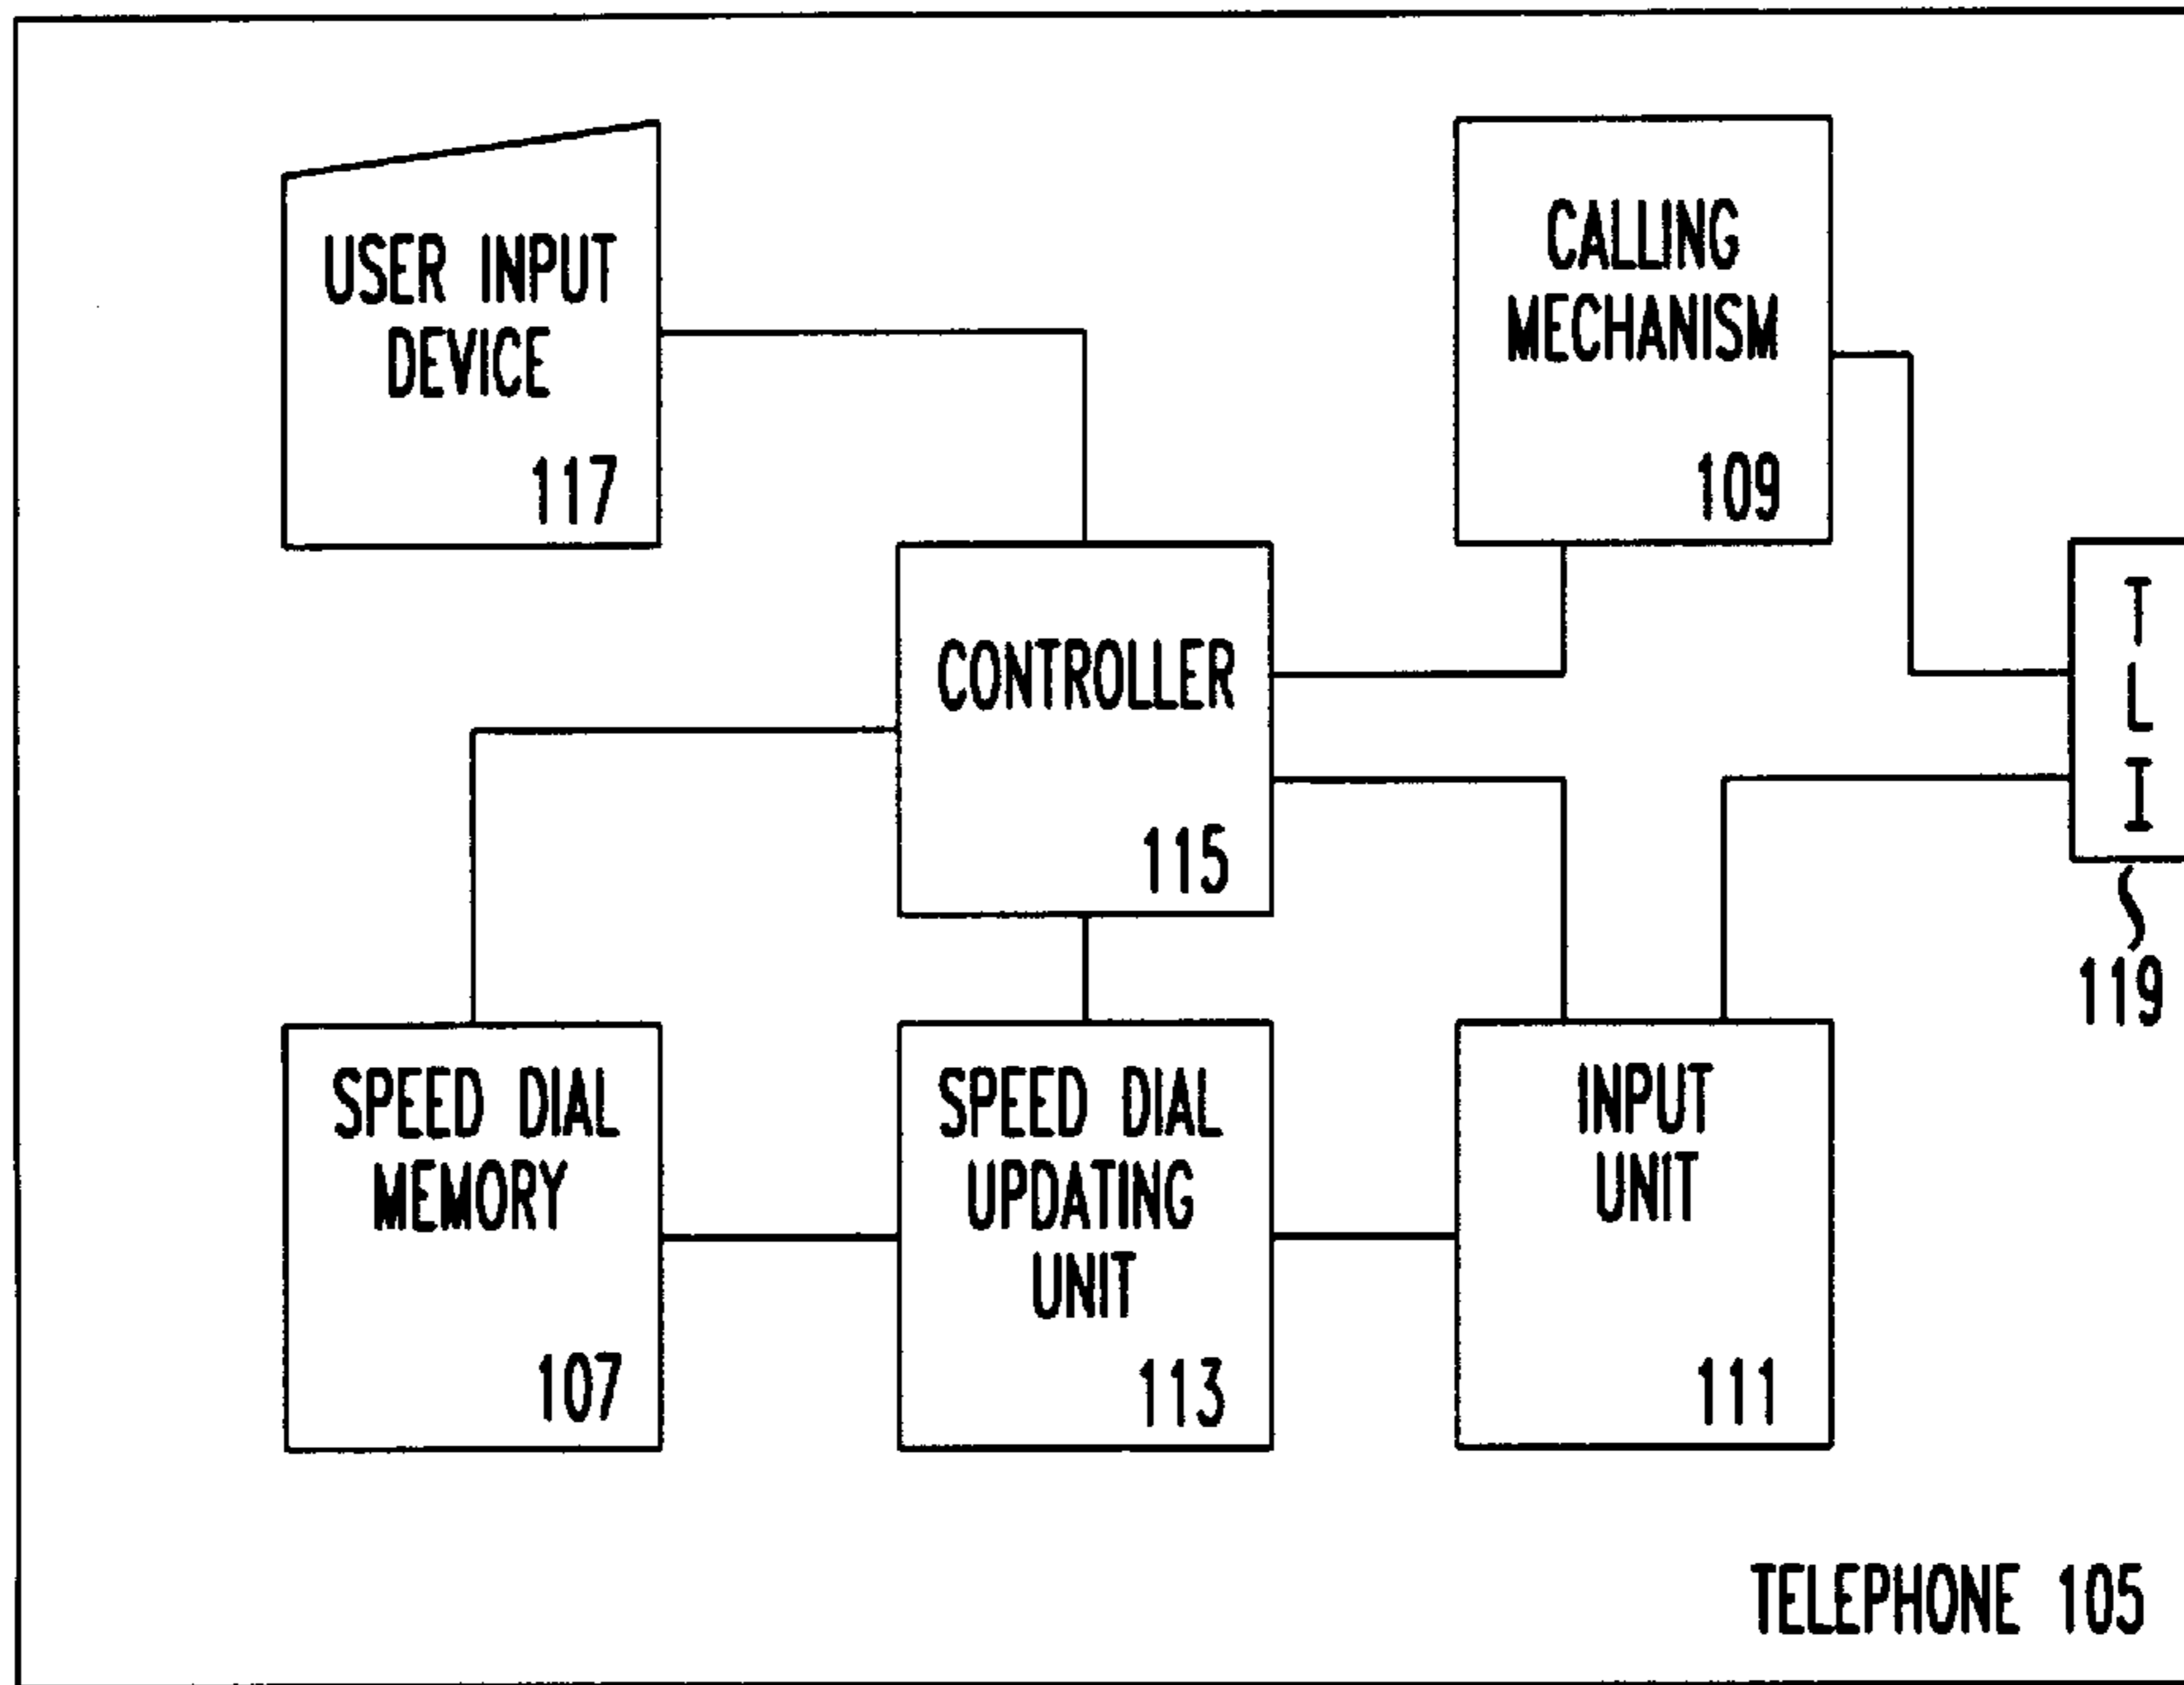 USER INPUT
DEVICE
117
CALLING
MECHANISM
109
CONTROLLER
115
T
L
I
119
SPEED DIAL
MEMORY
107
SPEED DIAL
UPDATING
UNIT
113
INPUT
UNIT
111
TELEPHONE 105